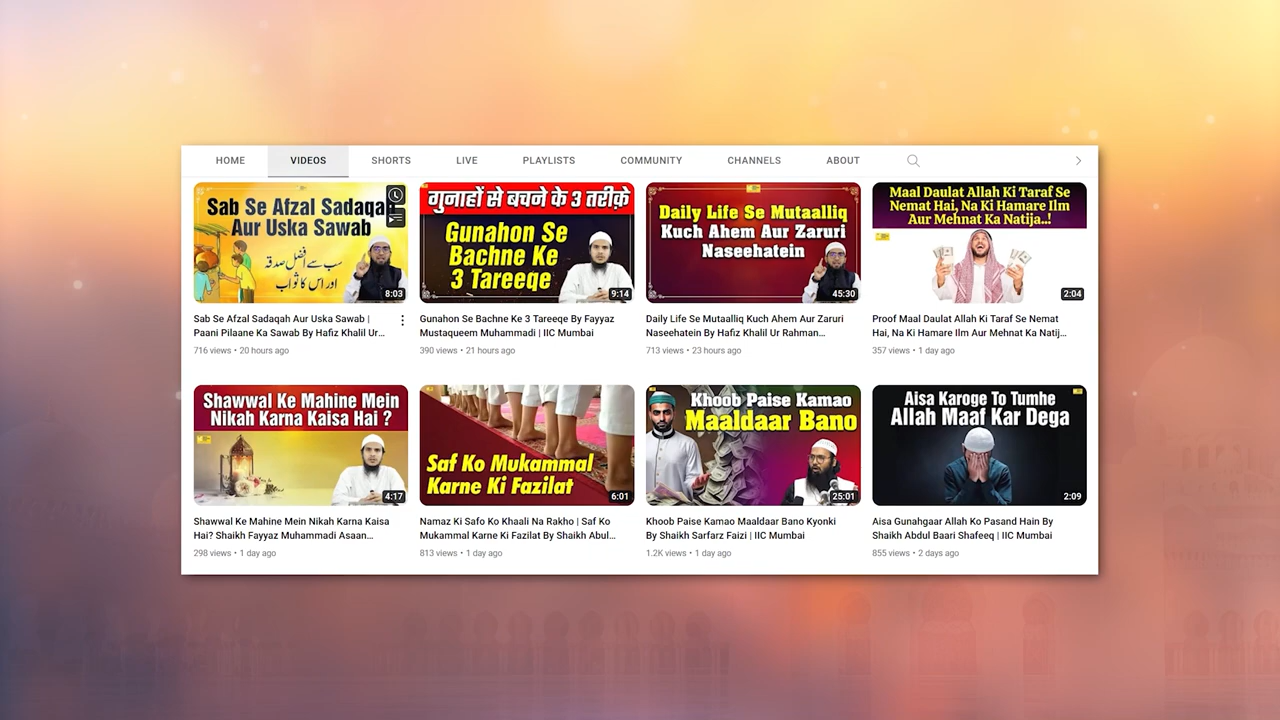 HOME VIDEOS SHORTS LIVE PLAYLISTS COMMUNITY CHANNELS ABOUT
Sab Se Afzal Sadaqah
Aur Uska Sawab
سب سے افضل صدقہ
اور اس کا ثواب
8:03
गुनाहों से बचने के 3 तरीक़े
Gunahon Se
Bachne Ke
3 Tareeqe
9:14
Daily Life Se Mutaalliq
Kuch Ahem Aur Zaruri
Naseehatein
45:30
Maal Daulat Allah Ki Taraf Se
Nemat Hai, Na Ki Hamare Ilm
Aur Mehnat Ka Natija..!
2:04
Sab Se Afzal Sadaqah Aur Uska Sawab |
Paani Pilaane Ka Sawab By Hafiz Khalil Ur...
716 views • 20 hours ago
Gunahon Se Bachne Ke 3 Tareeqe By Fayyaz
Mustaqueem Muhammadi | IIC Mumbai
390 views • 21 hours ago
Daily Life Se Mutaalliq Kuch Ahem Aur Zaruri
Naseehatein By Hafiz Khalil Ur Rahman...
713 views • 23 hours ago
Proof Maal Daulat Allah Ki Taraf Se Nemat
Hai, Na Ki Hamare Ilm Aur Mehnat Ka Natij...
357 views • 1 day ago
Shawwal Ke Mahine Mein
Nikah Karna Kaisa Hai ?
4:17
Saf Ko Mukammal
Karne Ki Fazilat
6:01
Khoob Paise Kamao
Maaldaar Bano
25:01
Aisa Karoge To Tumhe
Allah Maaf Kar Dega
2:09
Shawwal Ke Mahine Mein Nikah Karna Kaisa
Hai? Shaikh Fayyaz Muhammadi Asaan...
298 views • 1 day ago
Namaz Ki Safo Ko Khaali Na Rakho | Saf Ko
Mukammal Karne Ki Fazilat By Shaikh Abul...
813 views • 1 day ago
Khoob Paise Kamao Maaldaar Bano Kyonki
By Shaikh Sarfarz Faizi | IIC Mumbai
1.2K views • 1 day ago
Aisa Gunahgaar Allah Ko Pasand Hain By
Shaikh Abdul Baari Shafeeq | IIC Mumbai
855 views • 2 days ago